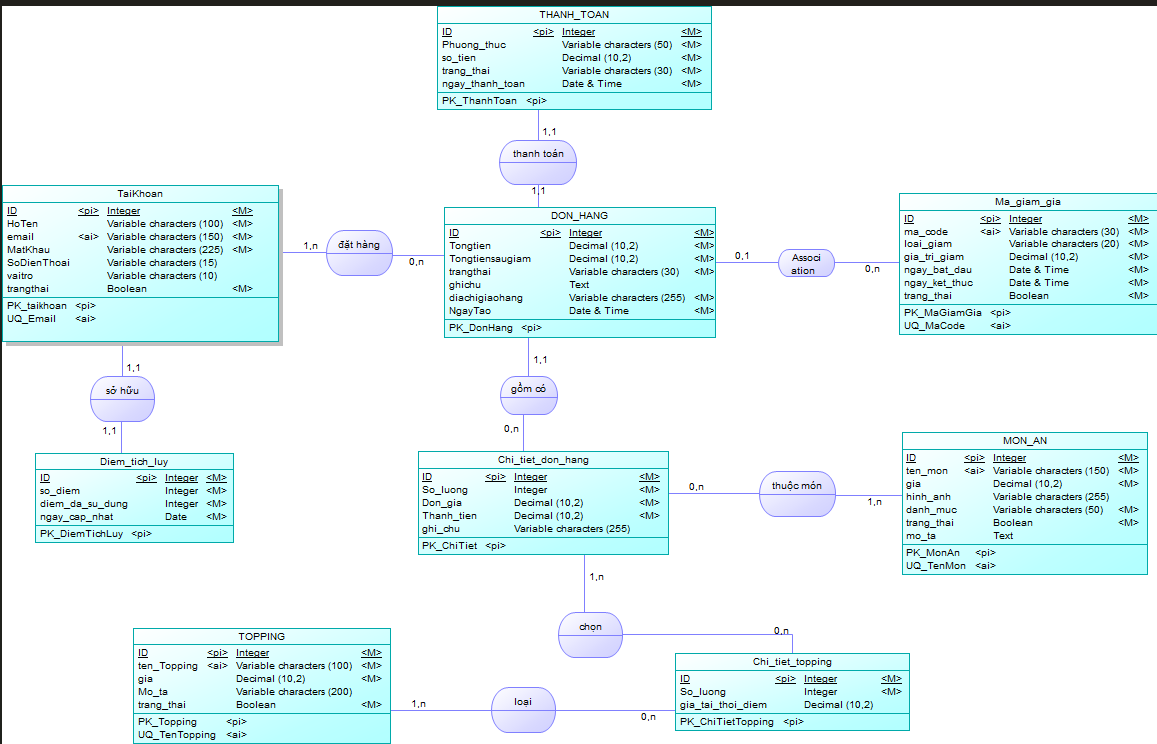 THANH_TOAN
ID <pi> Integer <M>
Phuong_thuc Variable characters (50) <M>
so_tien Decimal (10,2) <M>
trang_thai Variable characters (30) <M>
ngay_thanh_toan Date & Time <M>
PK_ThanhToan <pi>
1,1
thanh toán
1,1
TaiKhoan
ID <pi> Integer <M>
HoTen Variable characters (100) <M>
email <ai> Variable characters (150) <M>
MatKhau Variable characters (225) <M>
SoDienThoai Variable characters (15)
vaitro Variable characters (10)
trangthai Boolean <M>
PK_taikhoan <pi>
UQ_Email <ai>
1,n
đặt hàng
0,n
DON_HANG
ID <pi> Integer <M>
Tongtien Decimal (10,2) <M>
Tongtiensaugiam Decimal (10,2) <M>
trangthai Variable characters (30) <M>
ghichu Text
diachigiaohang Variable characters (255) <M>
NgayTao Date & Time <M>
PK_DonHang <pi>
0,1
Associ
ation
0,n
Ma_giam_gia
ID <pi> Integer <M>
ma_code <ai> Variable characters (30) <M>
loai_giam Variable characters (20) <M>
gia_tri_giam Decimal (10,2) <M>
ngay_bat_dau Date & Time <M>
ngay_ket_thuc Date & Time <M>
trang_thai Boolean <M>
PK_MaGiamGia <pi>
UQ_MaCode <ai>
1,1
sở hữu
1,1
Diem_tich_luy
ID <pi> Integer <M>
so_diem Integer <M>
diem_da_su_dung Integer <M>
ngay_cap_nhat Date <M>
PK_DiemTichLuy <pi>
1,1
gồm có
0,n
Chi_tiet_don_hang
ID <pi> Integer <M>
So_luong Integer <M>
Don_gia Decimal (10,2) <M>
Thanh_tien Decimal (10,2) <M>
ghi_chu Variable characters (255)
PK_ChiTiet <pi>
0,n
thuộc món
1,n
MON_AN
ID <pi> Integer <M>
ten_mon <ai> Variable characters (150) <M>
gia Decimal (10,2) <M>
hinh_anh Variable characters (255)
danh_muc Variable characters (50) <M>
trang_thai Boolean <M>
mo_ta Text
PK_MonAn <pi>
UQ_TenMon <ai>
1,n
chọn
0,n
TOPPING
ID <pi> Integer <M>
ten_Topping <ai> Variable characters (100) <M>
gia Decimal (10,2) <M>
Mo_ta Variable characters (200)
trang_thai Boolean <M>
PK_Topping <pi>
UQ_TenTopping <ai>
1,n
loại
0,n
Chi_tiet_topping
ID <pi> Integer <M>
So_luong Integer <M>
gia_tai_thoi_diem Decimal (10,2)
PK_ChiTietTopping <pi>